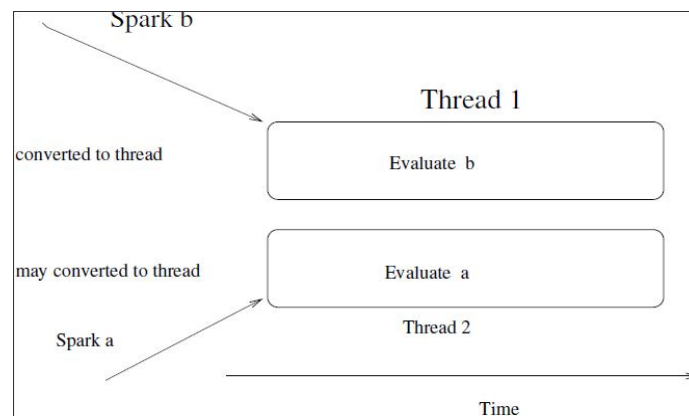 Spark b
Thread 1
converted to thread
Evaluate b
may converted to thread
Evaluate a
Spark a
Thread 2
Time